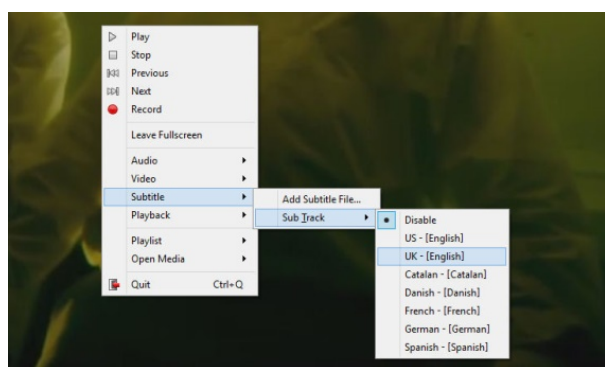 Play
Stop
Previous
Next
Record
Leave Fullscreen
Audio
Video
Subtitle
Playback
Playlist
Open Media
Quit Ctrl+Q
Add Subtitle File...
Sub Track
Disable
US - [English]
UK - [English]
Catalan - [Catalan]
Danish - [Danish]
French - [French]
German - [German]
Spanish - [Spanish]